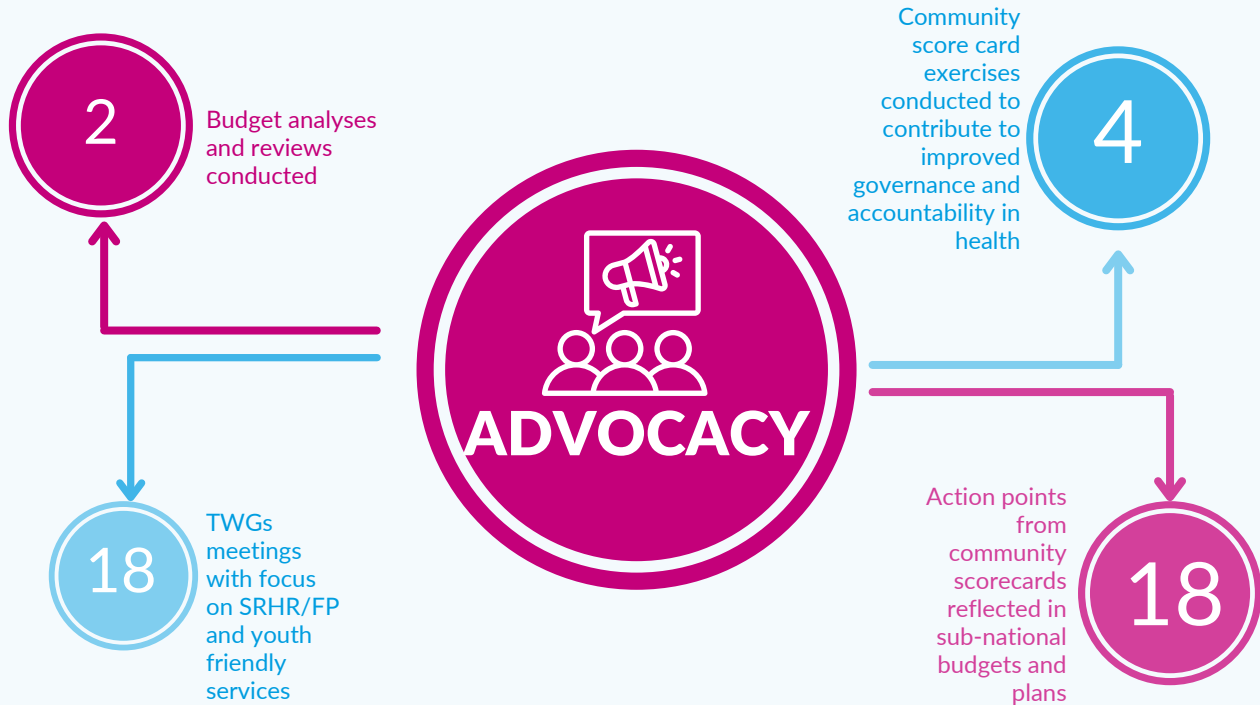 2
Budget analyses
and reviews
conducted
Community
score card
exercises
conducted to
contribute to
improved
governance and
accountability in
health
4
ADVOCACY
18
TWGs
meetings
with focus
on SRHR/FP
and youth
friendly
services
Action points
from
community
scorecards
reflected in
sub-national
budgets and
plans
18